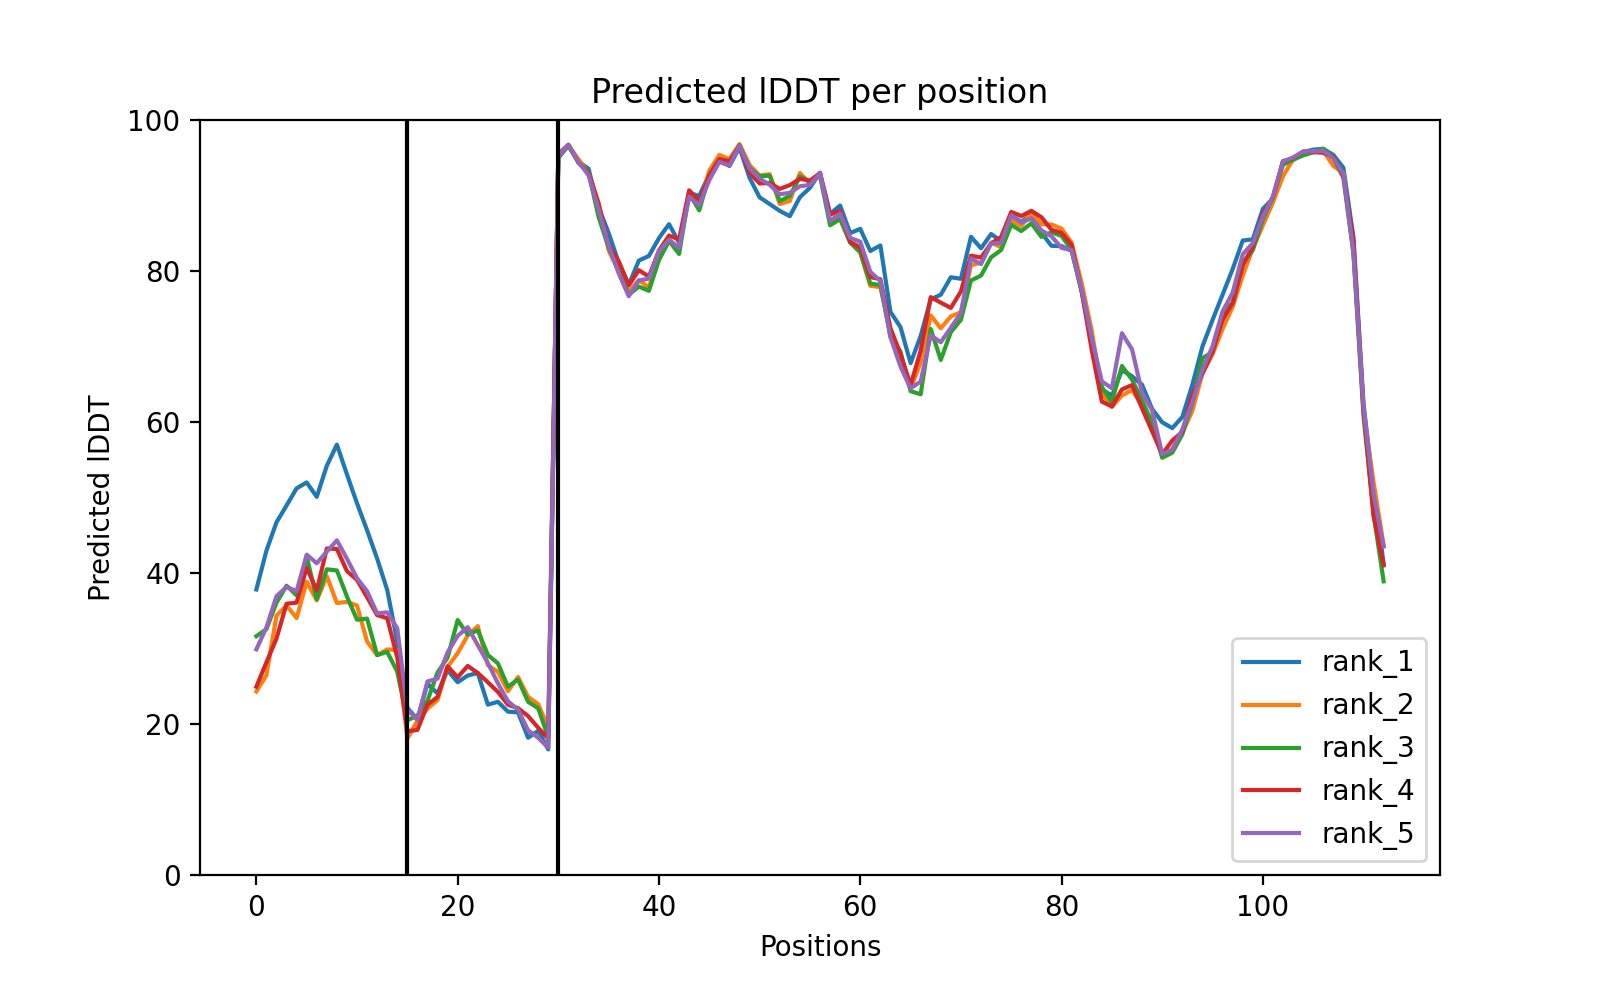 Predicted lDDT per position
100
80
60
40
20
0
Predicted lDDT
0 20 40 60 80 100
Positions
rank_1
rank_2
rank_3
rank_4
rank_5